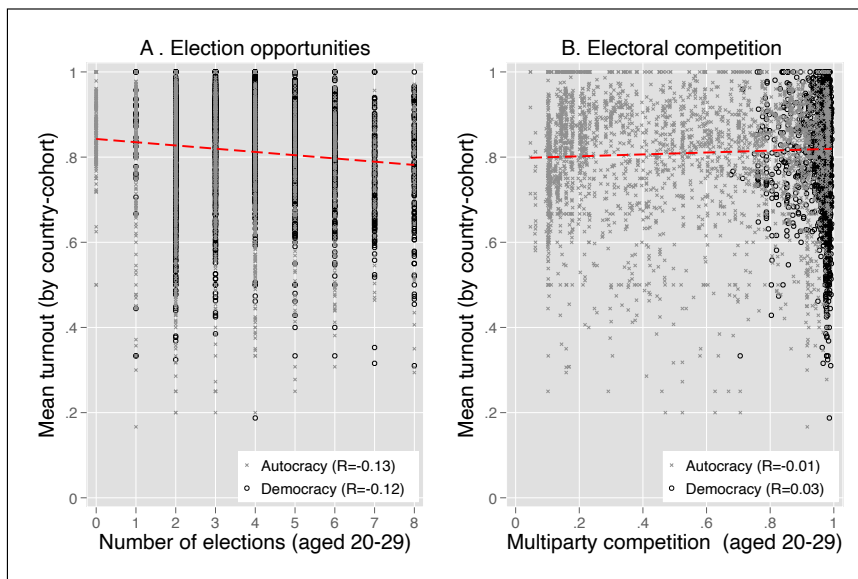 A . Election opportunities
Mean turnout (by country-cohort)
1
.8
.6
.4
.2
0
Autocracy (R=-0.13)
Democracy (R=-0.12)
0 1 2 3 4 5 6 7 8
Number of elections (aged 20-29)
B. Electoral competition
Mean turnout (by country-cohort)
1
.8
.6
.4
.2
0
Autocracy (R=-0.01)
Democracy (R=0.03)
0 .2 .4 .6 .8 1
Multiparty competition (aged 20-29)